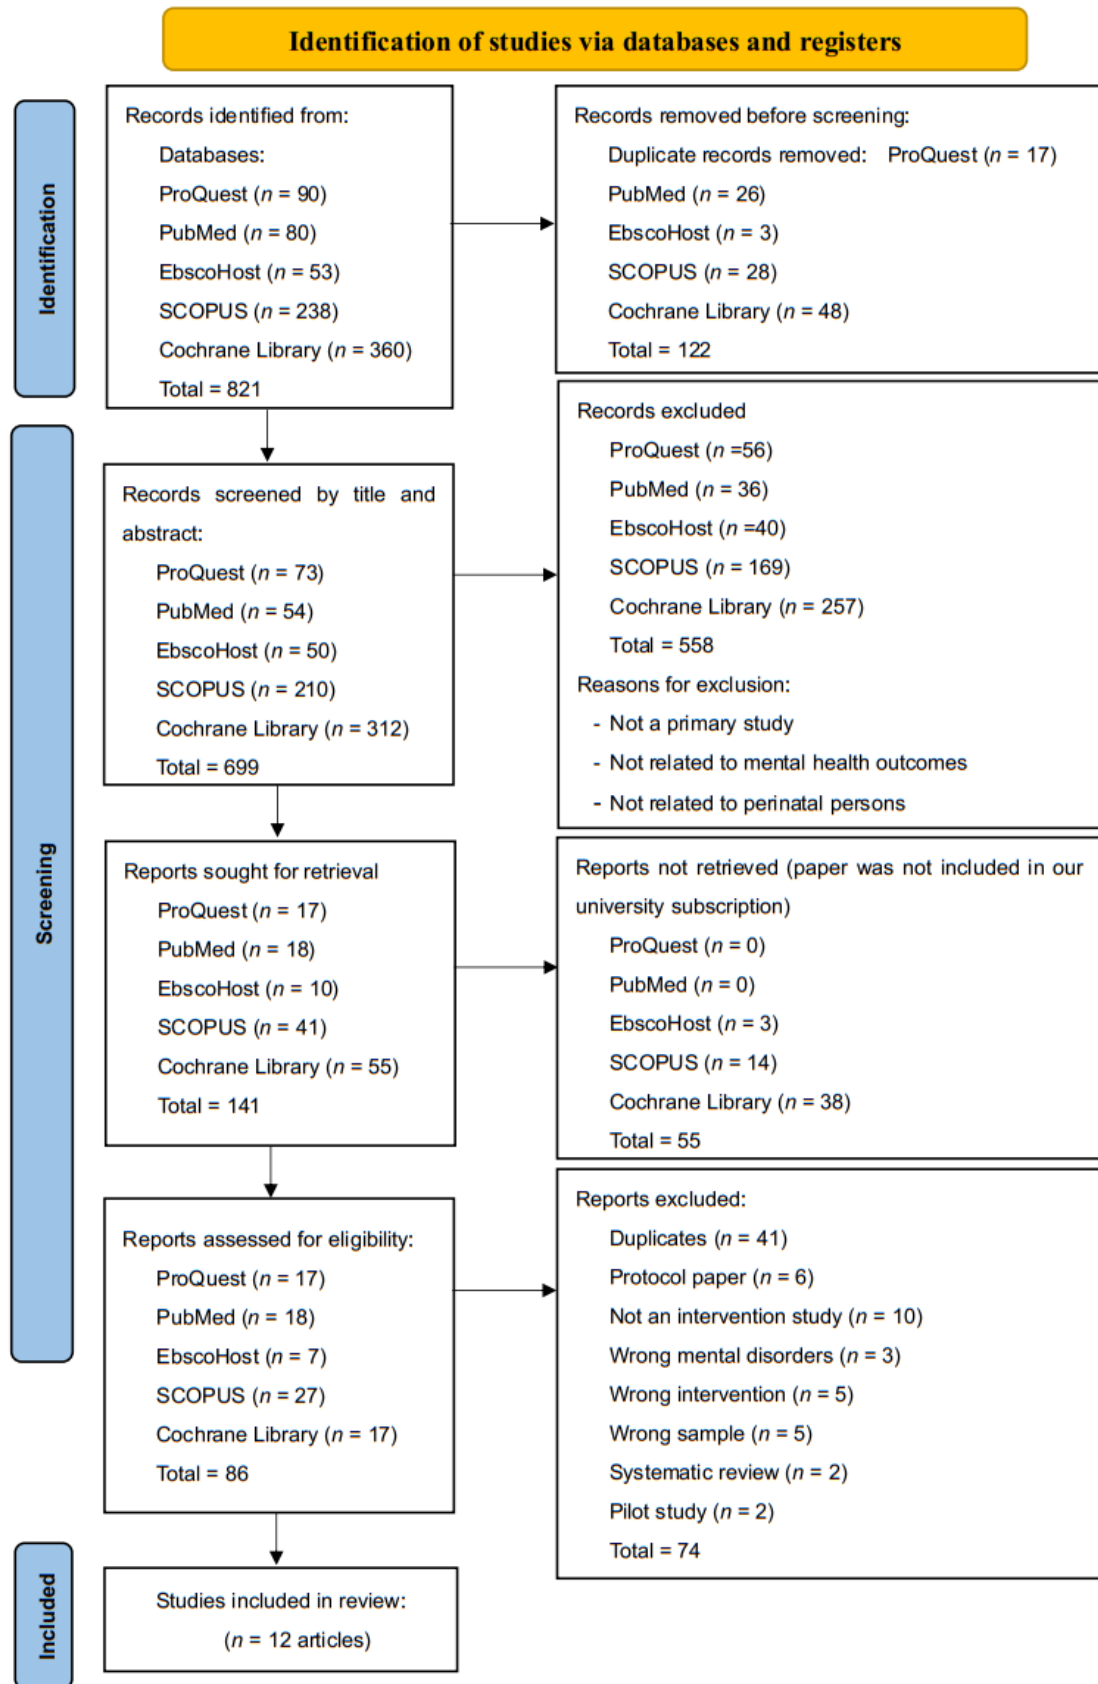 Identification of studies via databases and registers
Identification
Records identified from:
Databases:
ProQuest (n = 90)
PubMed (n = 80)
EbscoHost (n = 53)
SCOPUS (n = 238)
Cochrane Library (n = 360)
Total = 821
Records removed before screening:
Duplicate records removed: ProQuest (n = 17)
PubMed (n = 26)
EbscoHost (n = 3)
SCOPUS (n = 28)
Cochrane Library (n = 48)
Total = 122
Screening
Records screened by title and
abstract:
ProQuest (n = 73)
PubMed (n = 54)
EbscoHost (n = 50)
SCOPUS (n = 210)
Cochrane Library (n = 312)
Total = 699
Records excluded
ProQuest (n =56)
PubMed (n = 36)
EbscoHost (n =40)
SCOPUS (n = 169)
Cochrane Library (n = 257)
Total = 558
Reasons for exclusion:
- Not a primary study
- Not related to mental health outcomes
- Not related to perinatal persons
Reports sought for retrieval
ProQuest (n = 17)
PubMed (n = 18)
EbscoHost (n = 10)
SCOPUS (n = 41)
Cochrane Library (n = 55)
Total = 141
Reports not retrieved (paper was not included in our
university subscription)
ProQuest (n = 0)
PubMed (n = 0)
EbscoHost (n = 3)
SCOPUS (n = 14)
Cochrane Library (n = 38)
Total = 55
Reports assessed for eligibility:
ProQuest (n = 17)
PubMed (n = 18)
EbscoHost (n = 7)
SCOPUS (n = 27)
Cochrane Library (n = 17)
Total = 86
Reports excluded:
Duplicates (n = 41)
Protocol paper (n = 6)
Not an intervention study (n = 10)
Wrong mental disorders (n = 3)
Wrong intervention (n = 5)
Wrong sample (n = 5)
Systematic review (n = 2)
Pilot study (n = 2)
Total = 74
Included
Studies included in review:
(n = 12 articles)